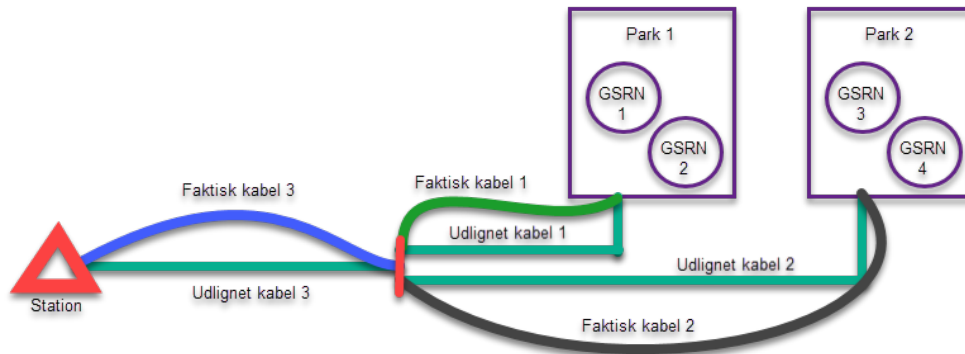 Park 1
Park 2
GSRN
1
GSRN
2
GSRN
3
GSRN
4
Faktisk kabel 3
Faktisk kabel 1
Udlignet kabel 1
Udlignet kabel 2
Udlignet kabel 3
Station
Faktisk kabel 2